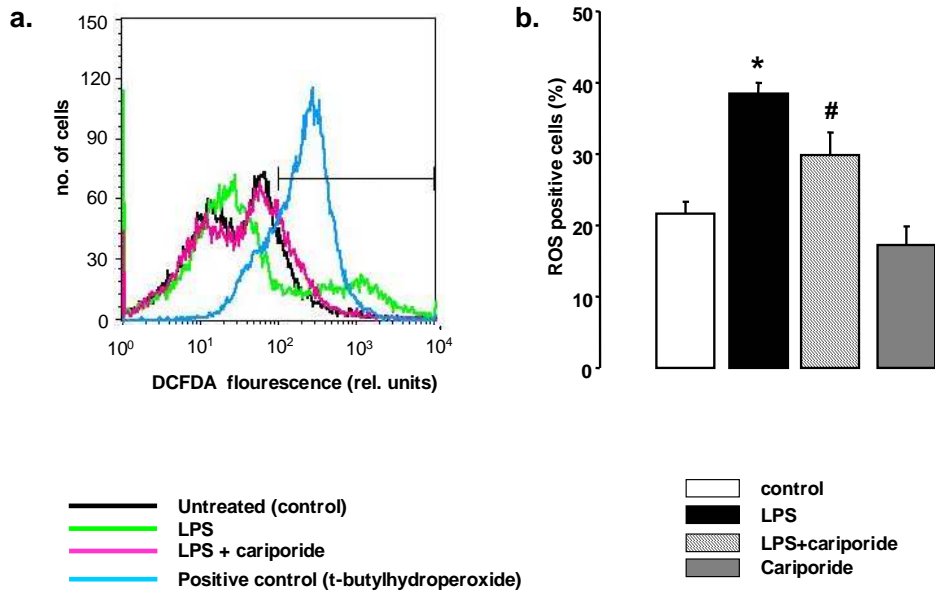 a.
150
120
90
60
30
0
no. of cells
10⁰ 10¹ 10² 10³ 10⁴
DCFDA flourescence (rel. units)
Untreated (control)
LPS
LPS + cariporide
Positive control (t-butylhydroperoxide)
b.
50
40
30
20
10
0
ROS positive cells (%)
*
#
control
LPS
LPS+cariporide
Cariporide